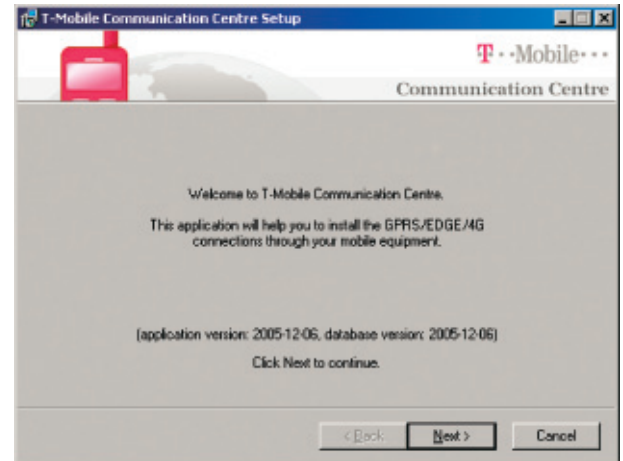 T-Mobile Communication Centre Setup
T··Mobile···
Communication Centre
Welcome to T-Mobile Communication Centre.
This application will help you to install the GPRS/EDGE/4G
connections through your mobile equipment.
(application version: 2005-12-06, database version: 2005-12-06)
Click Next to continue.
< Back Next > Cancel